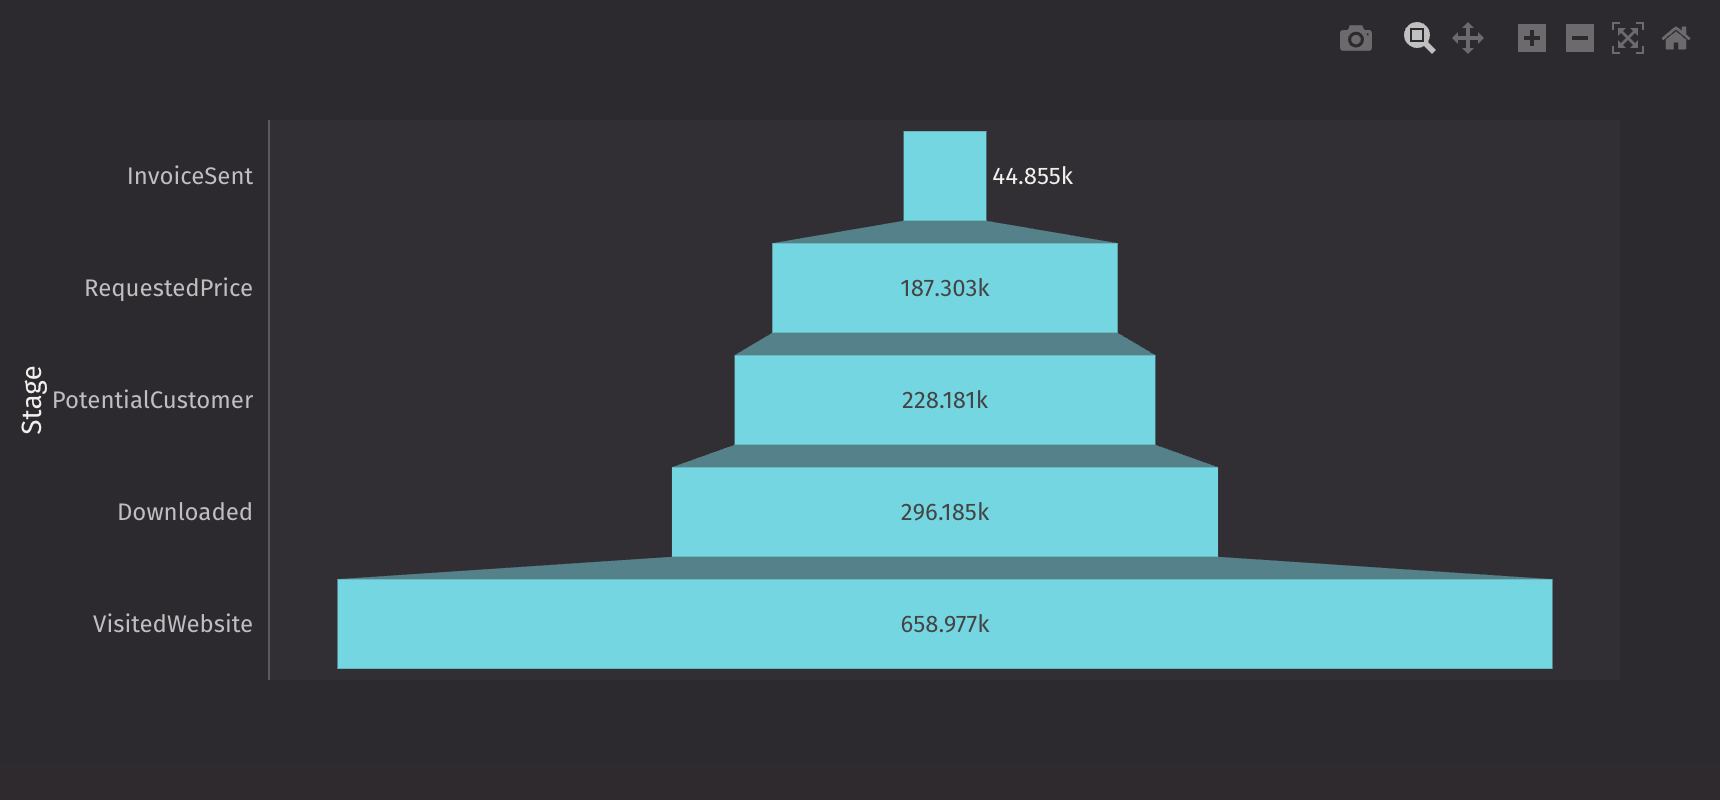 InvoiceSent 44.855k
RequestedPrice 187.303k
Stage
PotentialCustomer 228.181k
Downloaded 296.185k
VisitedWebsite 658.977k